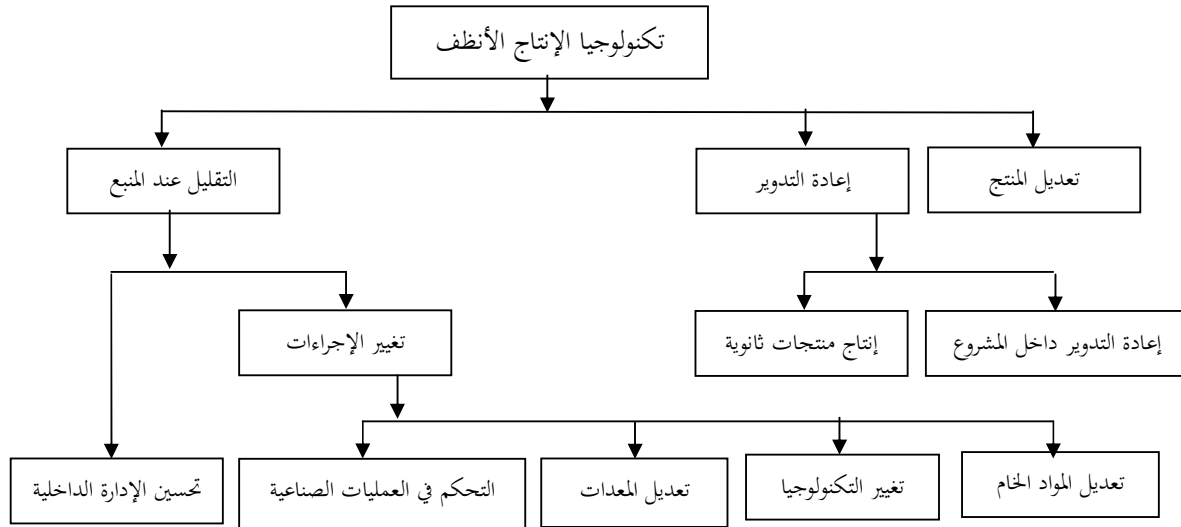 تكنولوجيا الإنتاج الأنظف
تعديل المنتج
إعادة التدوير
التقليل عند المنبع
إعادة التدوير داخل المشروع
إنتاج منتجات ثانوية
تغيير الإجراءات
تعديل المواد الخام
تغيير التكنولوجيا
تعديل المعدات
التحكم في العمليات الصناعية
تحسين الإدارة الداخلية